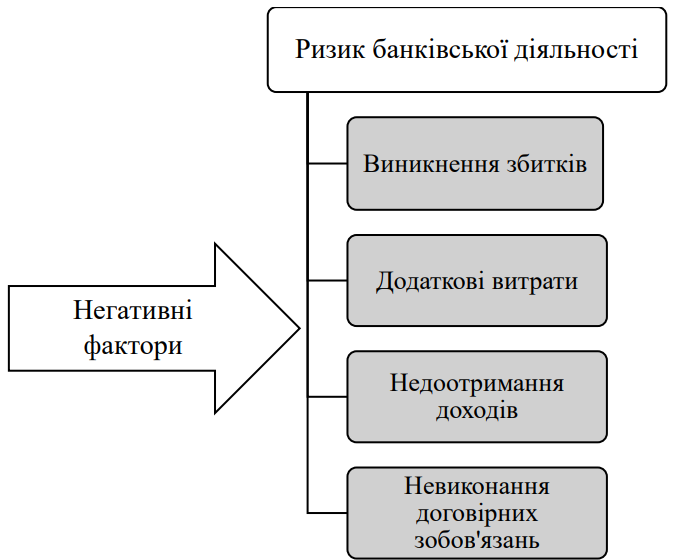 Ризик банківської діяльності
Виникнення збитків
Додаткові витрати
Негативні
фактори
Недоотримання
доходів
Невиконання
договірних
зобов'язань